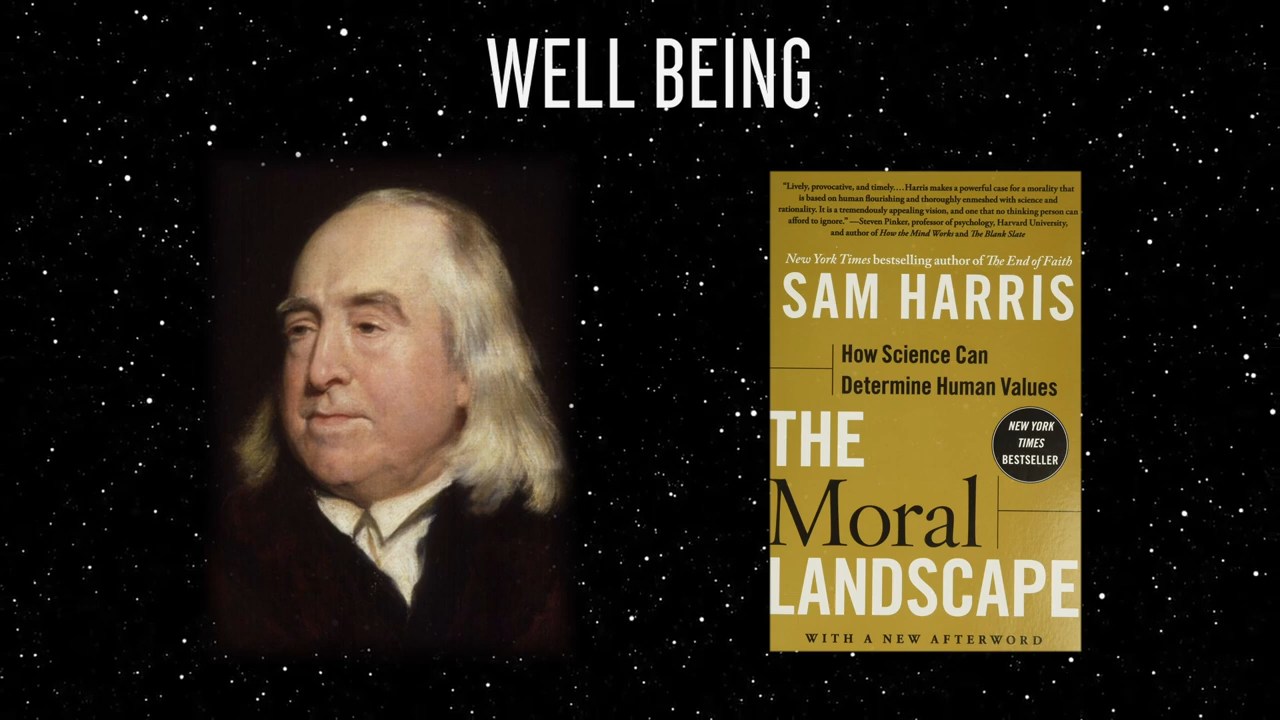 WELL BEING
"Lively, provocative, and timely.... Harris makes a powerful case for a morality that
is based on human flourishing and thoroughly enmeshed with science and
rationality. It is a tremendously appealing vision, and one that no thinking person can
afford to ignore." —Steven Pinker, professor of psychology, Harvard University,
and author of How the Mind Works and The Blank Slate
New York Times bestselling author of The End of Faith
SAM HARRIS
How Science Can
Determine Human Values
THE
Moral
LANDSCAPE
NEW YORK
TIMES
BESTSELLER
WITH A NEW AFTERWORD